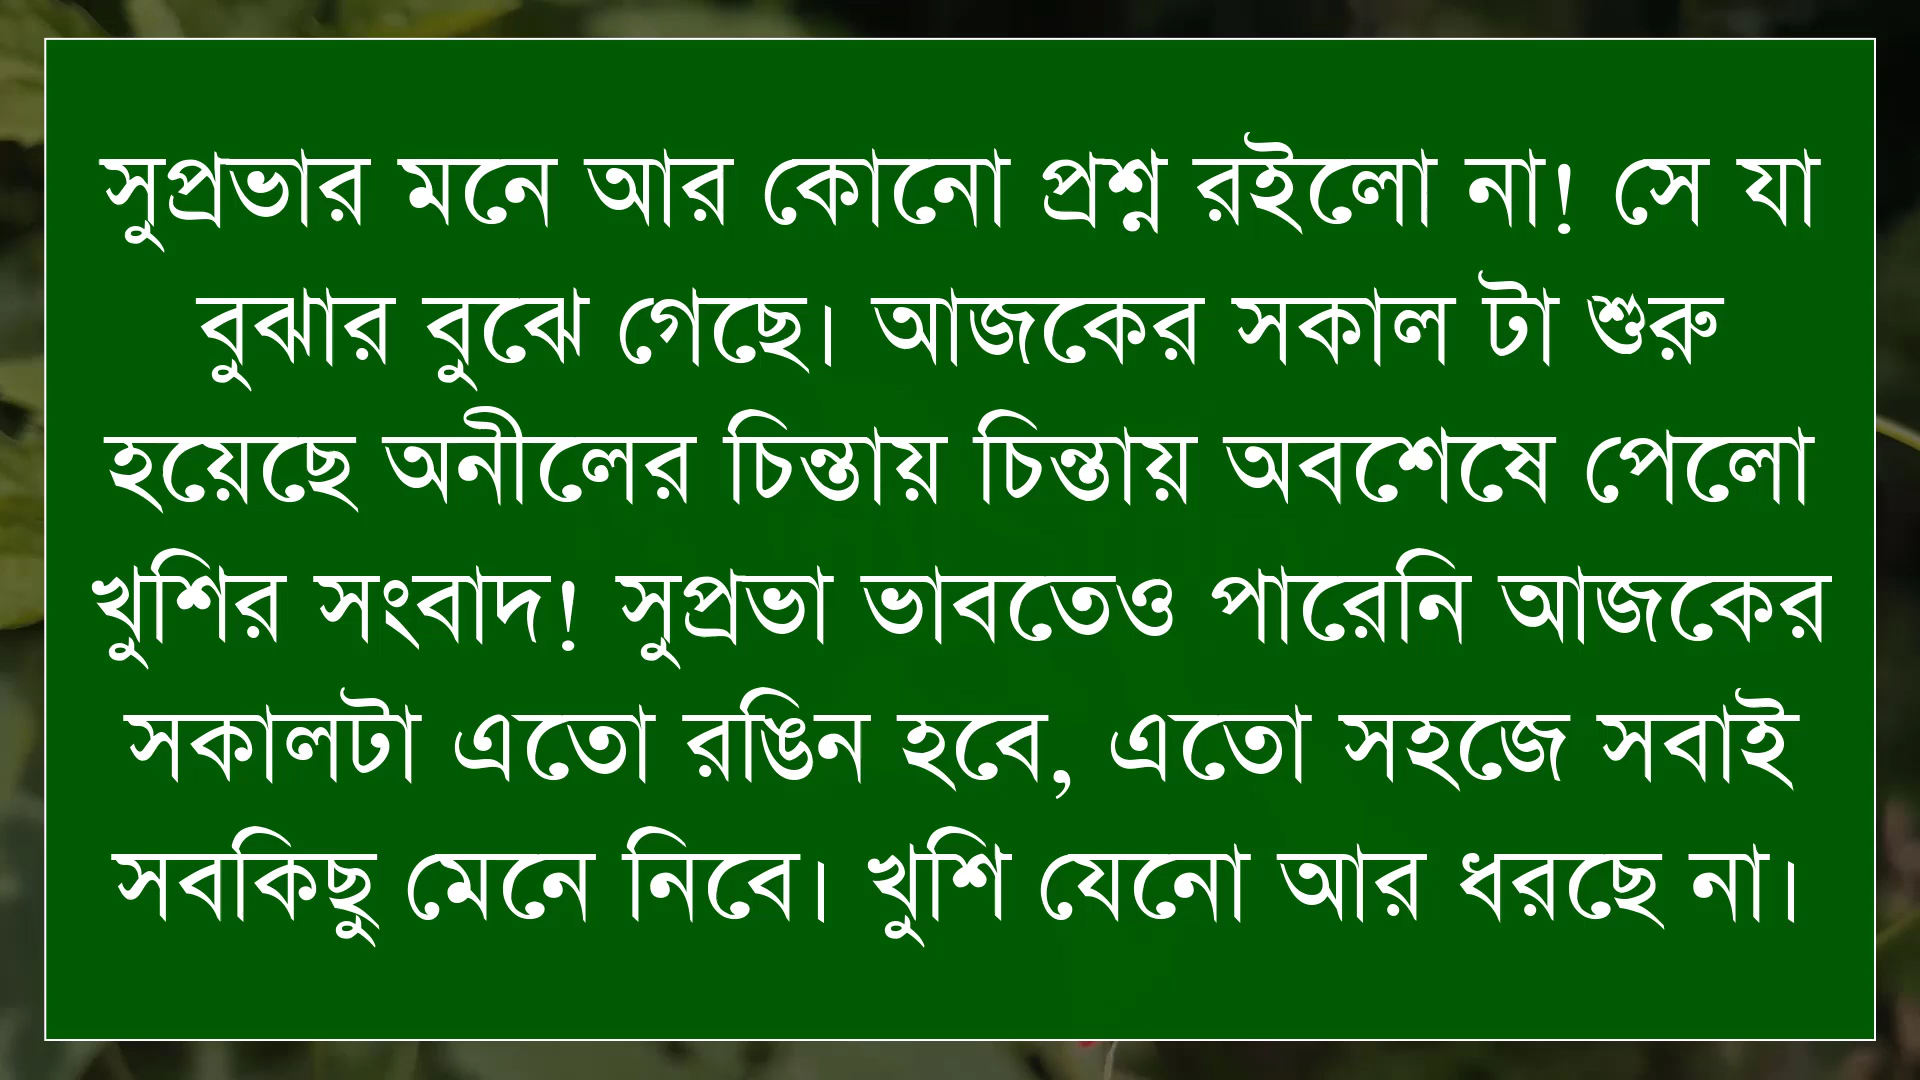 সুপ্রভার মনে আর কোনো প্রশ্ন রইলো না! সে যা
বুঝার বুঝে গেছে। আজকের সকাল টা শুরু
হয়েছে অনীলের চিন্তায় চিন্তায় অবশেষে পেলো
খুশির সংবাদ! সুপ্রভা ভাবতেও পারেনি আজকের
সকালটা এতো রঙিন হবে, এতো সহজে সবাই
সবকিছু মেনে নিবে। খুশি যেনো আর ধরছে না।